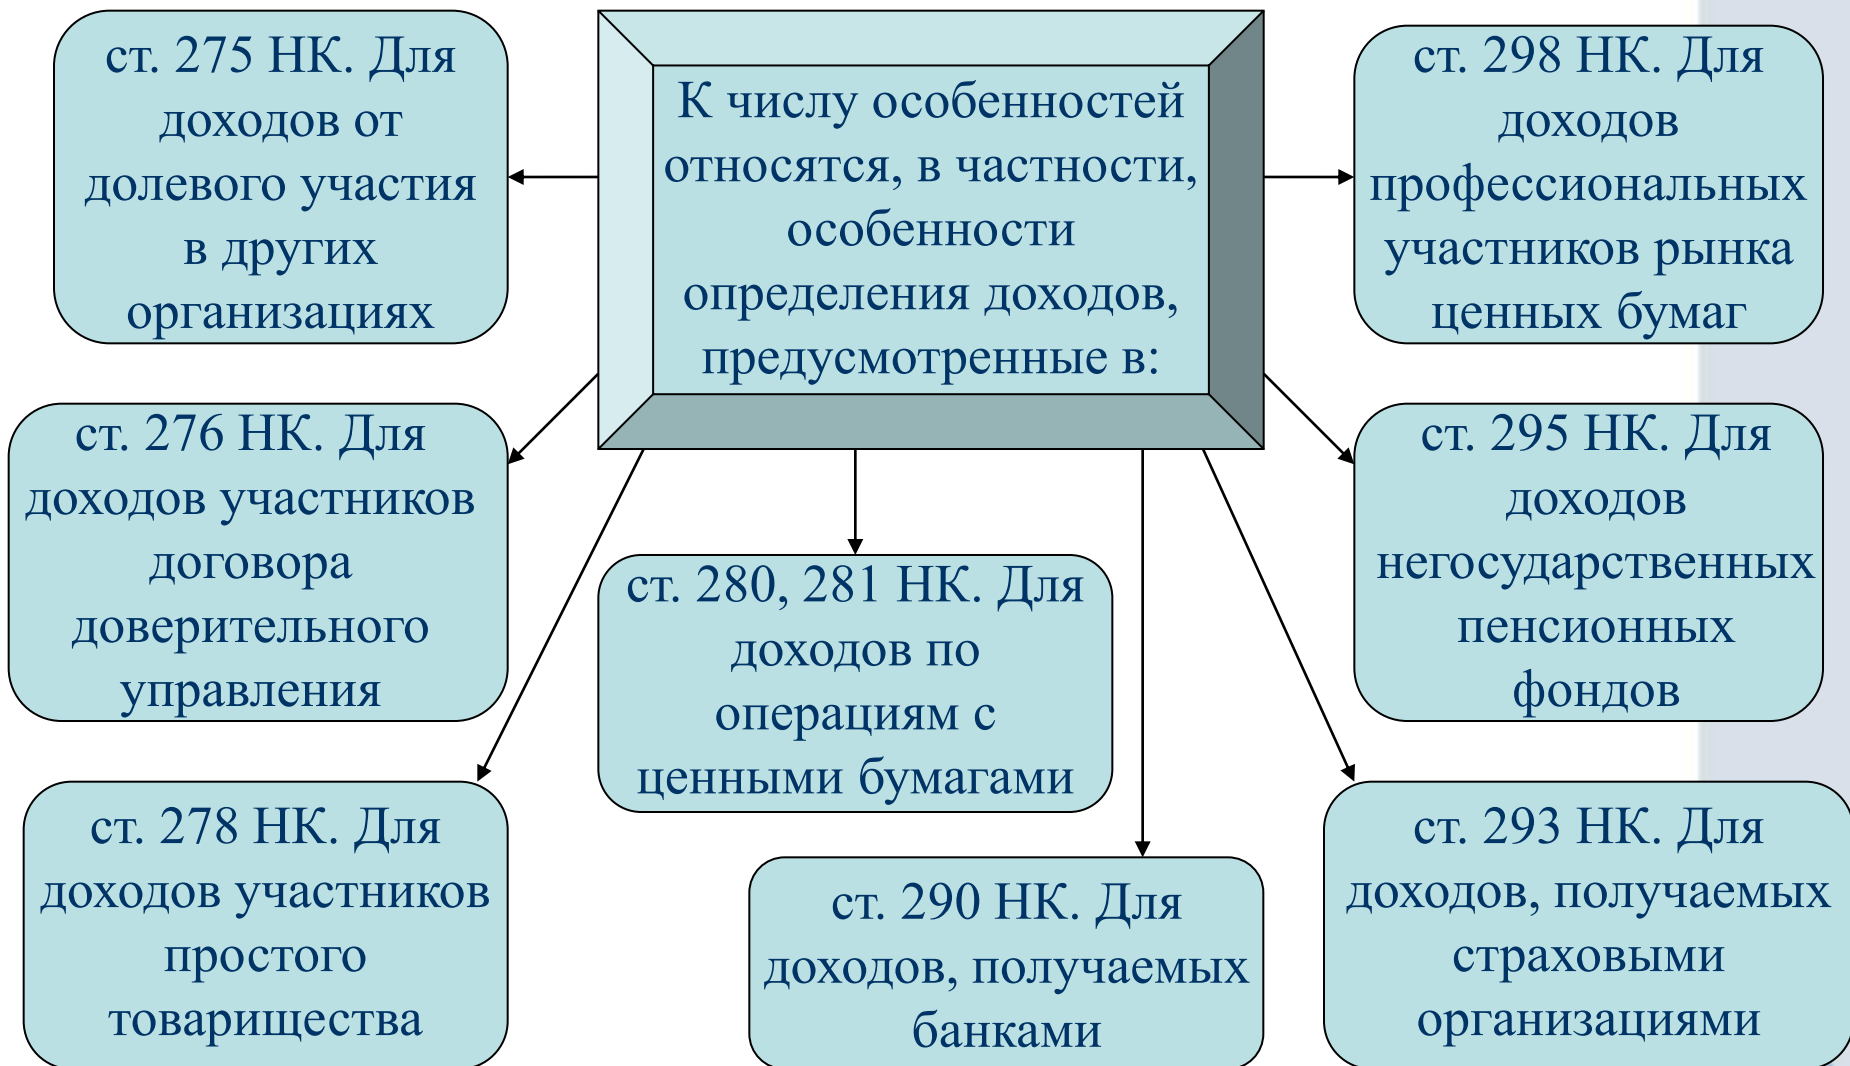 К числу особенностей
относятся, в частности,
особенности
определения доходов,
предусмотренные в:
ст. 275 НК. Для
доходов от
долевого участия
в других
организациях
ст. 276 НК. Для
доходов участников
договора
доверительного
управления
ст. 278 НК. Для
доходов участников
простого
товарищества
ст. 280, 281 НК. Для
доходов по
операциям с
ценными бумагами
ст. 290 НК. Для
доходов, получаемых
банками
ст. 298 НК. Для
доходов
профессиональных
участников рынка
ценных бумаг
ст. 295 НК. Для
доходов
негосударственных
пенсионных
фондов
ст. 293 НК. Для
доходов, получаемых
страховыми
организациями